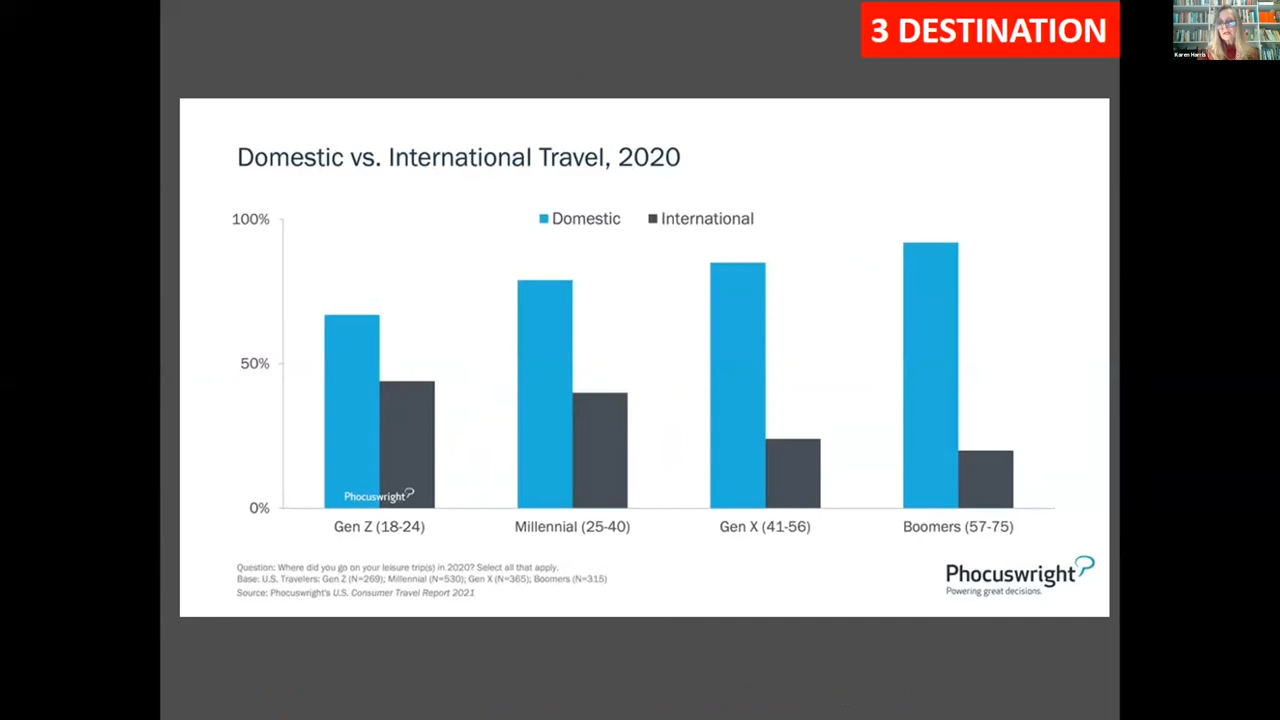 3 DESTINATION
Karen Harris
Domestic vs. International Travel, 2020
Domestic International
100%
50%
0%
Phocuswright
Gen Z (18-24) Millennial (25-40) Gen X (41-56) Boomers (57-75)
Question: Where did you go on your leisure trip(s) in 2020? Select all that apply.
Base: U.S. Travelers: Gen Z (N=269); Millennial (N=530); Gen X (N=365); Boomers (N=315)
Source: Phocuswright's U.S. Consumer Travel Report 2021
Phocuswright
Powering great decisions.